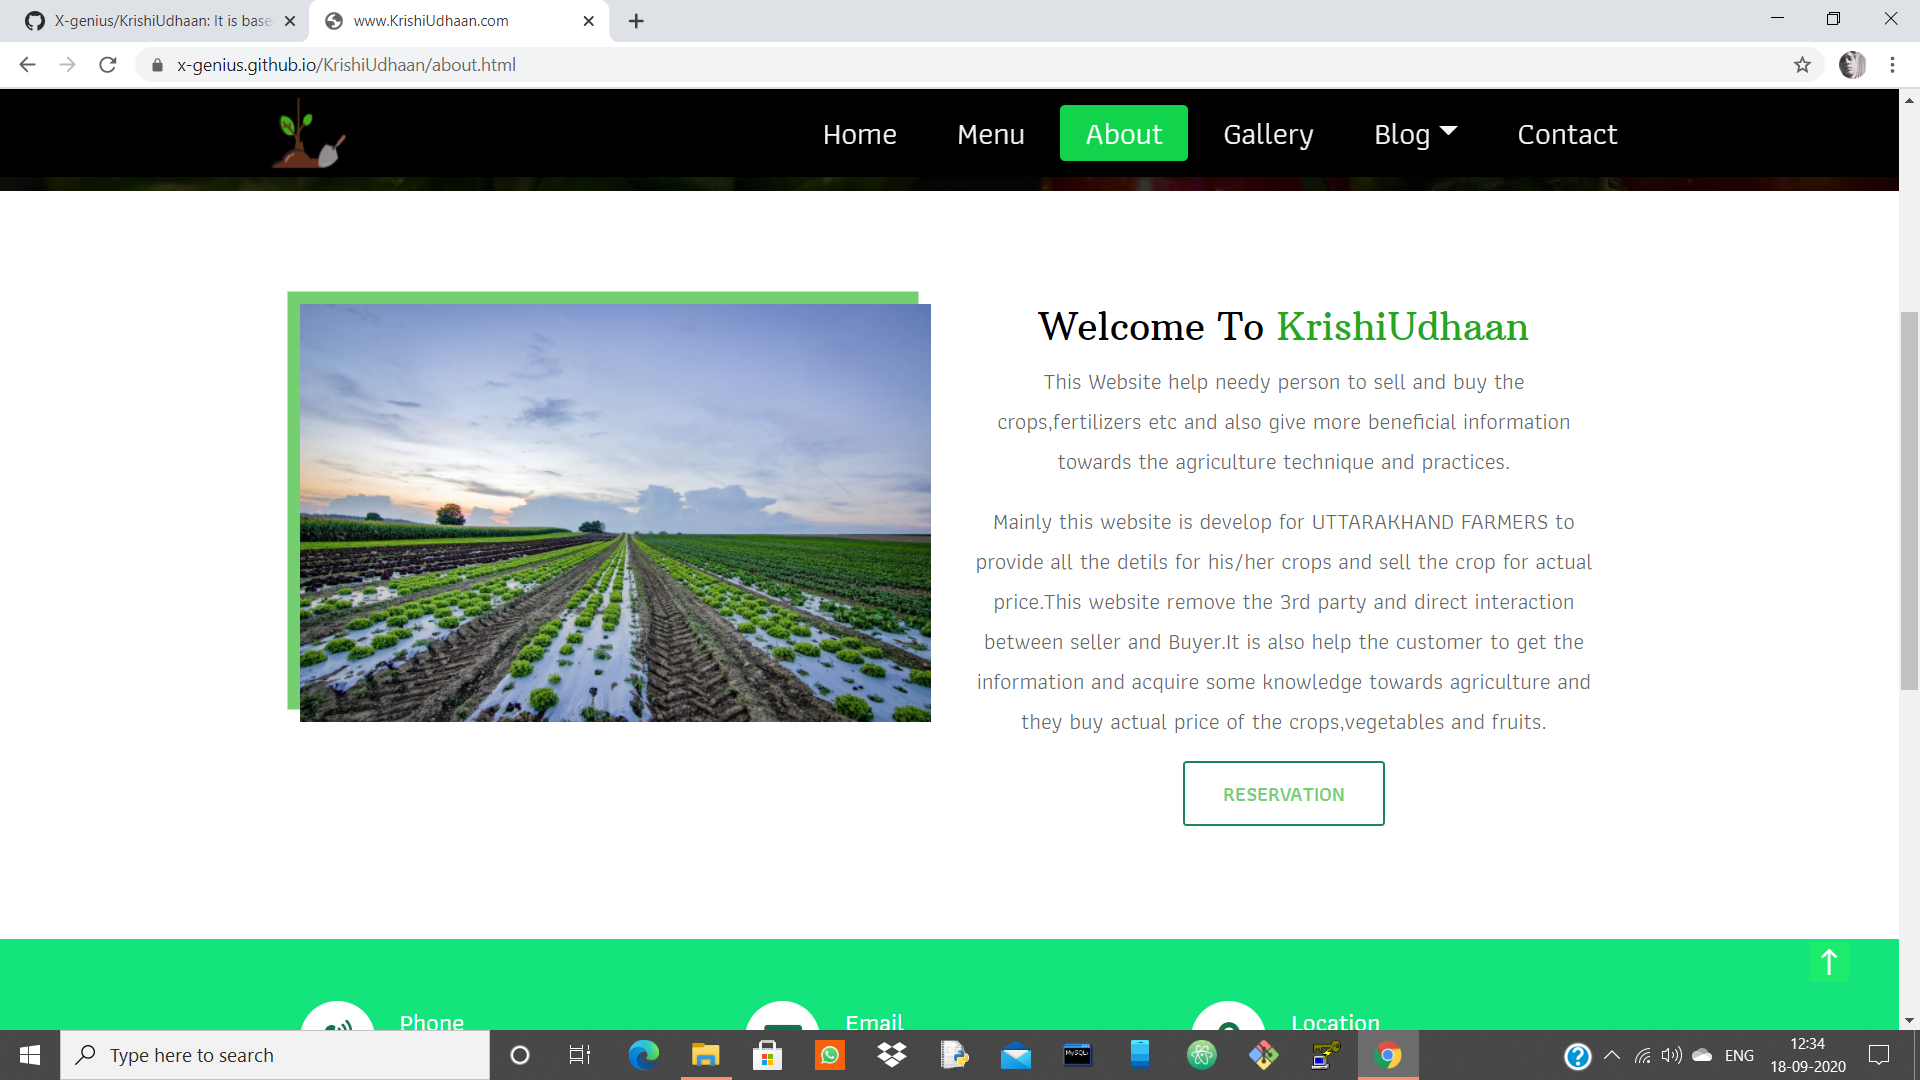 X-genius/KrishiUdhaan: It is base
www.KrishiUdhaan.com
x-genius.github.io/KrishiUdhaan/about.html
Home Menu About Gallery Blog Contact
Welcome To KrishiUdhaan
This Website help needy person to sell and buy the
crops,fertilizers etc and also give more beneficial information
towards the agriculture technique and practices.
Mainly this website is develop for UTTARAKHAND FARMERS to
provide all the detils for his/her crops and sell the crop for actual
price.This website remove the 3rd party and direct interaction
between seller and Buyer.It is also help the customer to get the
information and acquire some knowledge towards agriculture and
they buy actual price of the crops,vegetables and fruits.
RESERVATION
Phone
Email
Location
Type here to search
ENG
12:34
18-09-2020